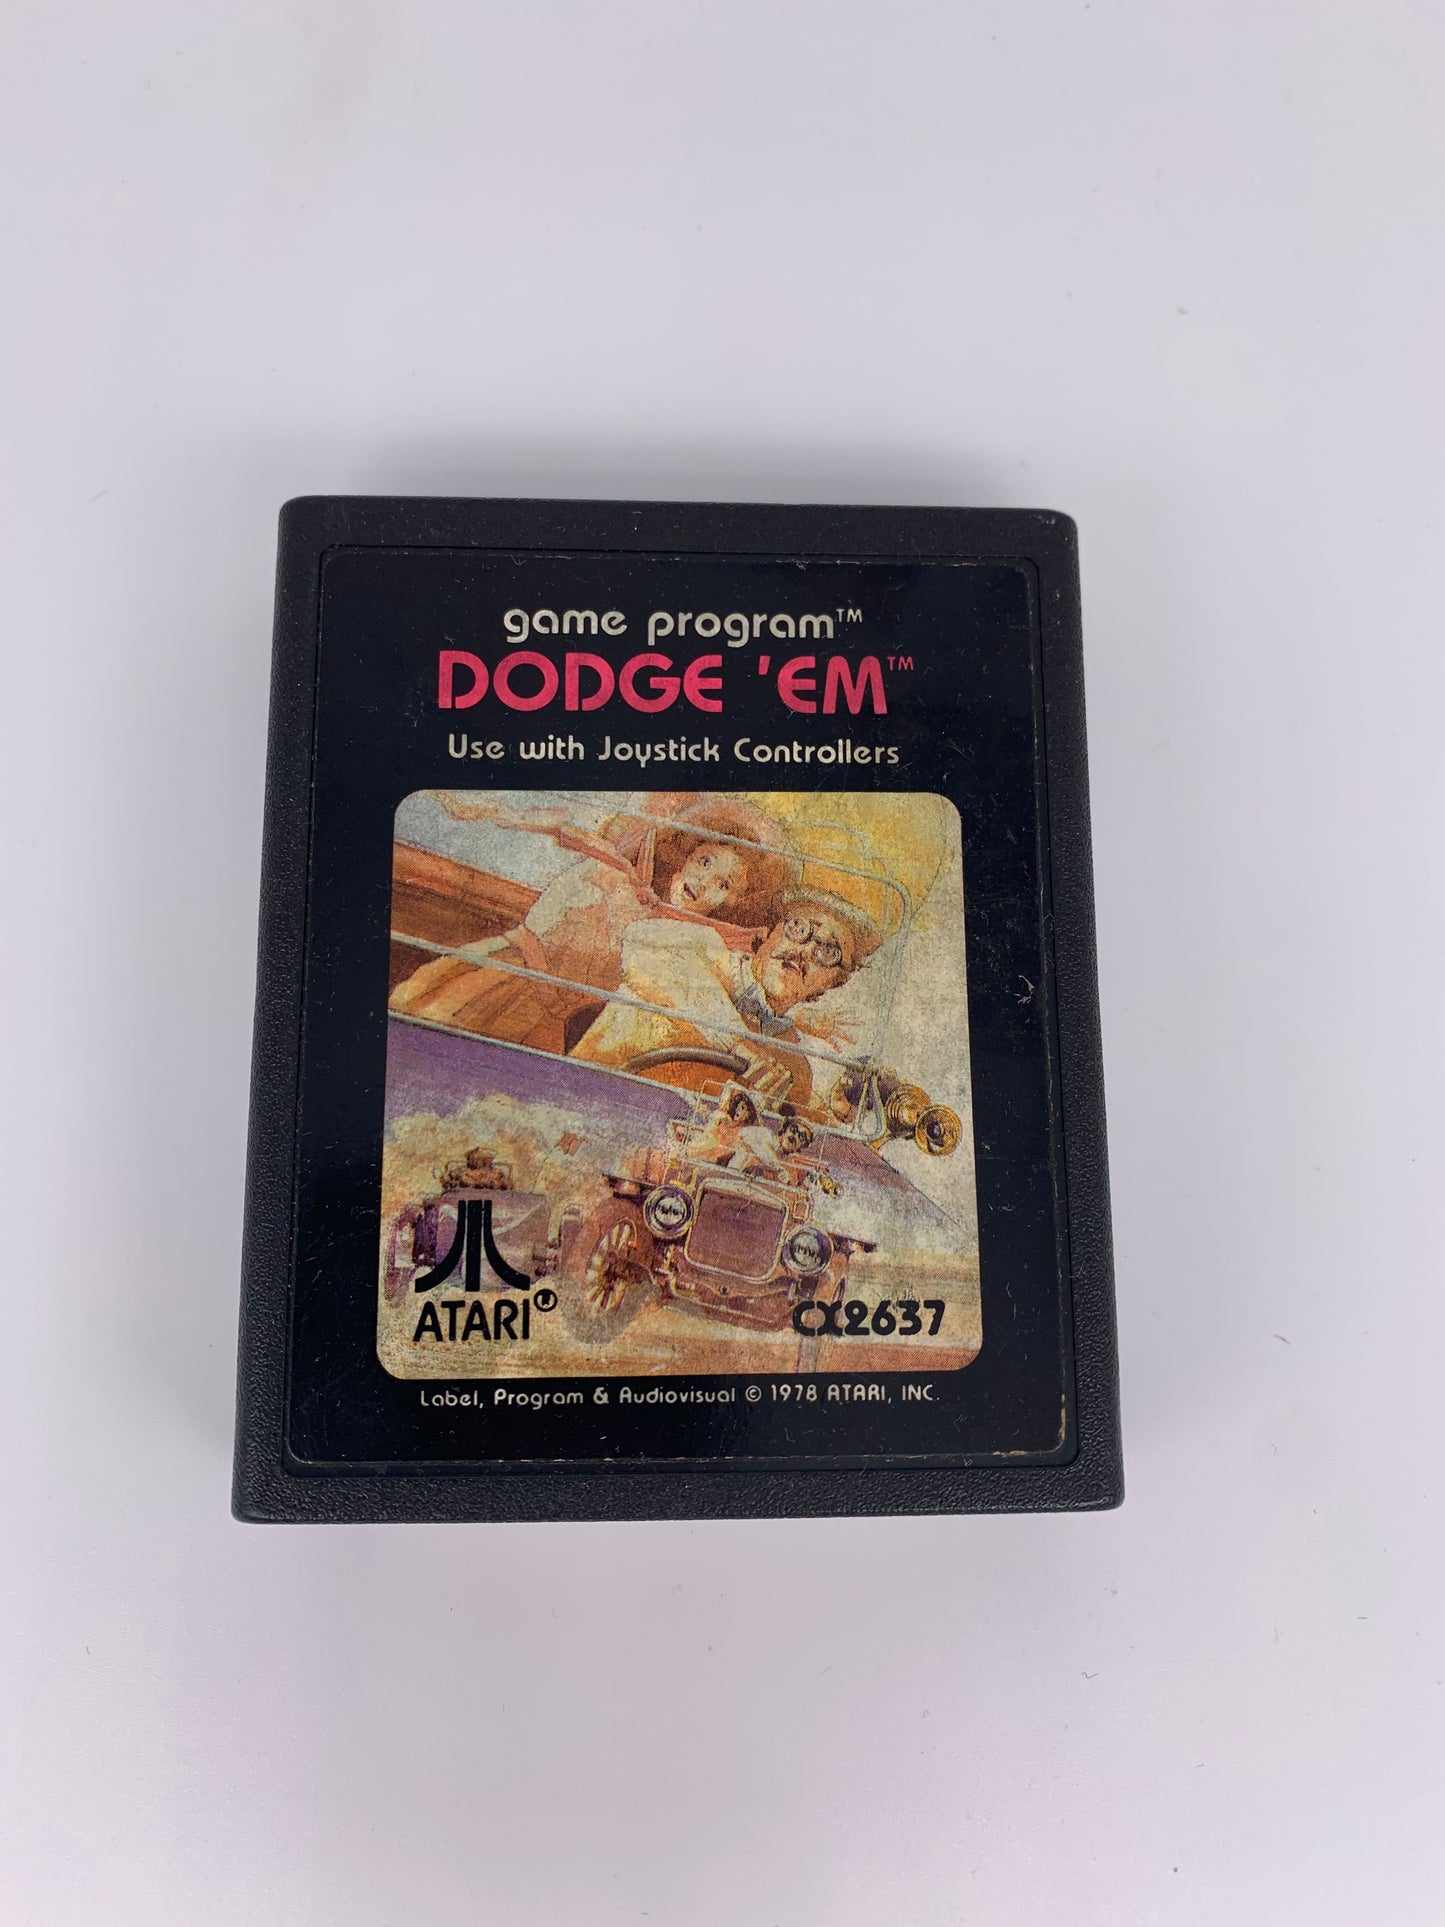 game program™
DODGE 'EM™
Use with Joystick Controllers
ATARI®
CX2637
Label, Program & Audiovisual © 1978 ATARI, INC.